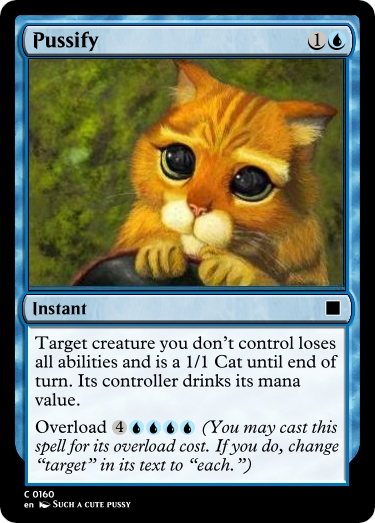 Pussify 1
Instant
Target creature you don't control loses
all abilities and is a 1/1 Cat until end of
turn. Its controller drinks its mana
value.
Overload 4 (You may cast this
spell for its overload cost. If you do, change
"target" in its text to "each.")
C 0160
en SUCH A CUTE PUSSY